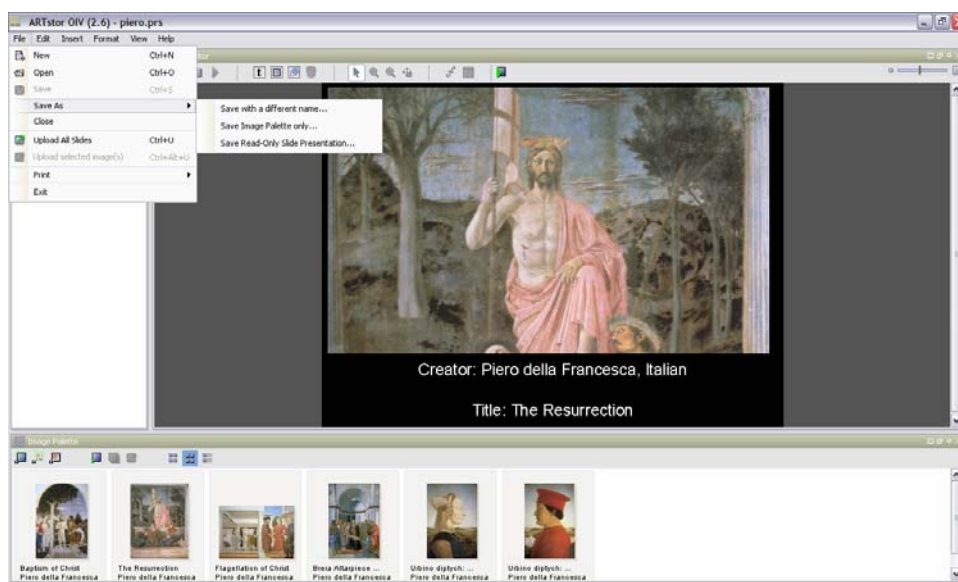 ARTstor OIV (2.6) - piero.prs
File Edit Insert Format View Help
New Ctrl+N
Open Ctrl+O
Save Ctrl+S
Save As
Close
Upload All Slides Ctrl+U
Upload selected image(s) Ctrl+Alt+U
Print
Exit
Save with a different name...
Save Image Palette only...
Save Read-Only Slide Presentation...
t
Creator: Piero della Francesca, Italian
Title: The Resurrection
Image Palette
Baptism of Christ
Piero della Francesca
The Resurrection
Piero della Francesca
Flagellation of Christ
Piero della Francesca
Brera Altarpiece ...
Piero della Francesca
Urbino diptych: ...
Piero della Francesca
Urbino diptych: ...
Piero della Francesca